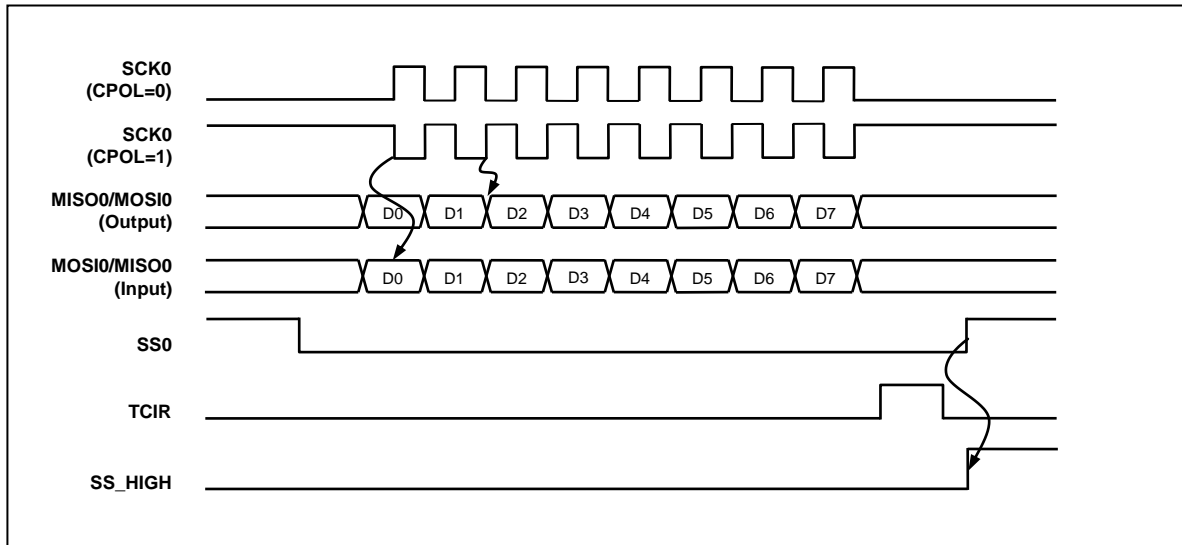 SCK0
(CPOL=0)
SCK0
(CPOL=1)
MISO0/MOSI0
(Output)
D0 D1 D2 D3 D4 D5 D6 D7
MOSI0/MISO0
(Input)
D0 D1 D2 D3 D4 D5 D6 D7
SS0
TCIR
SS_HIGH